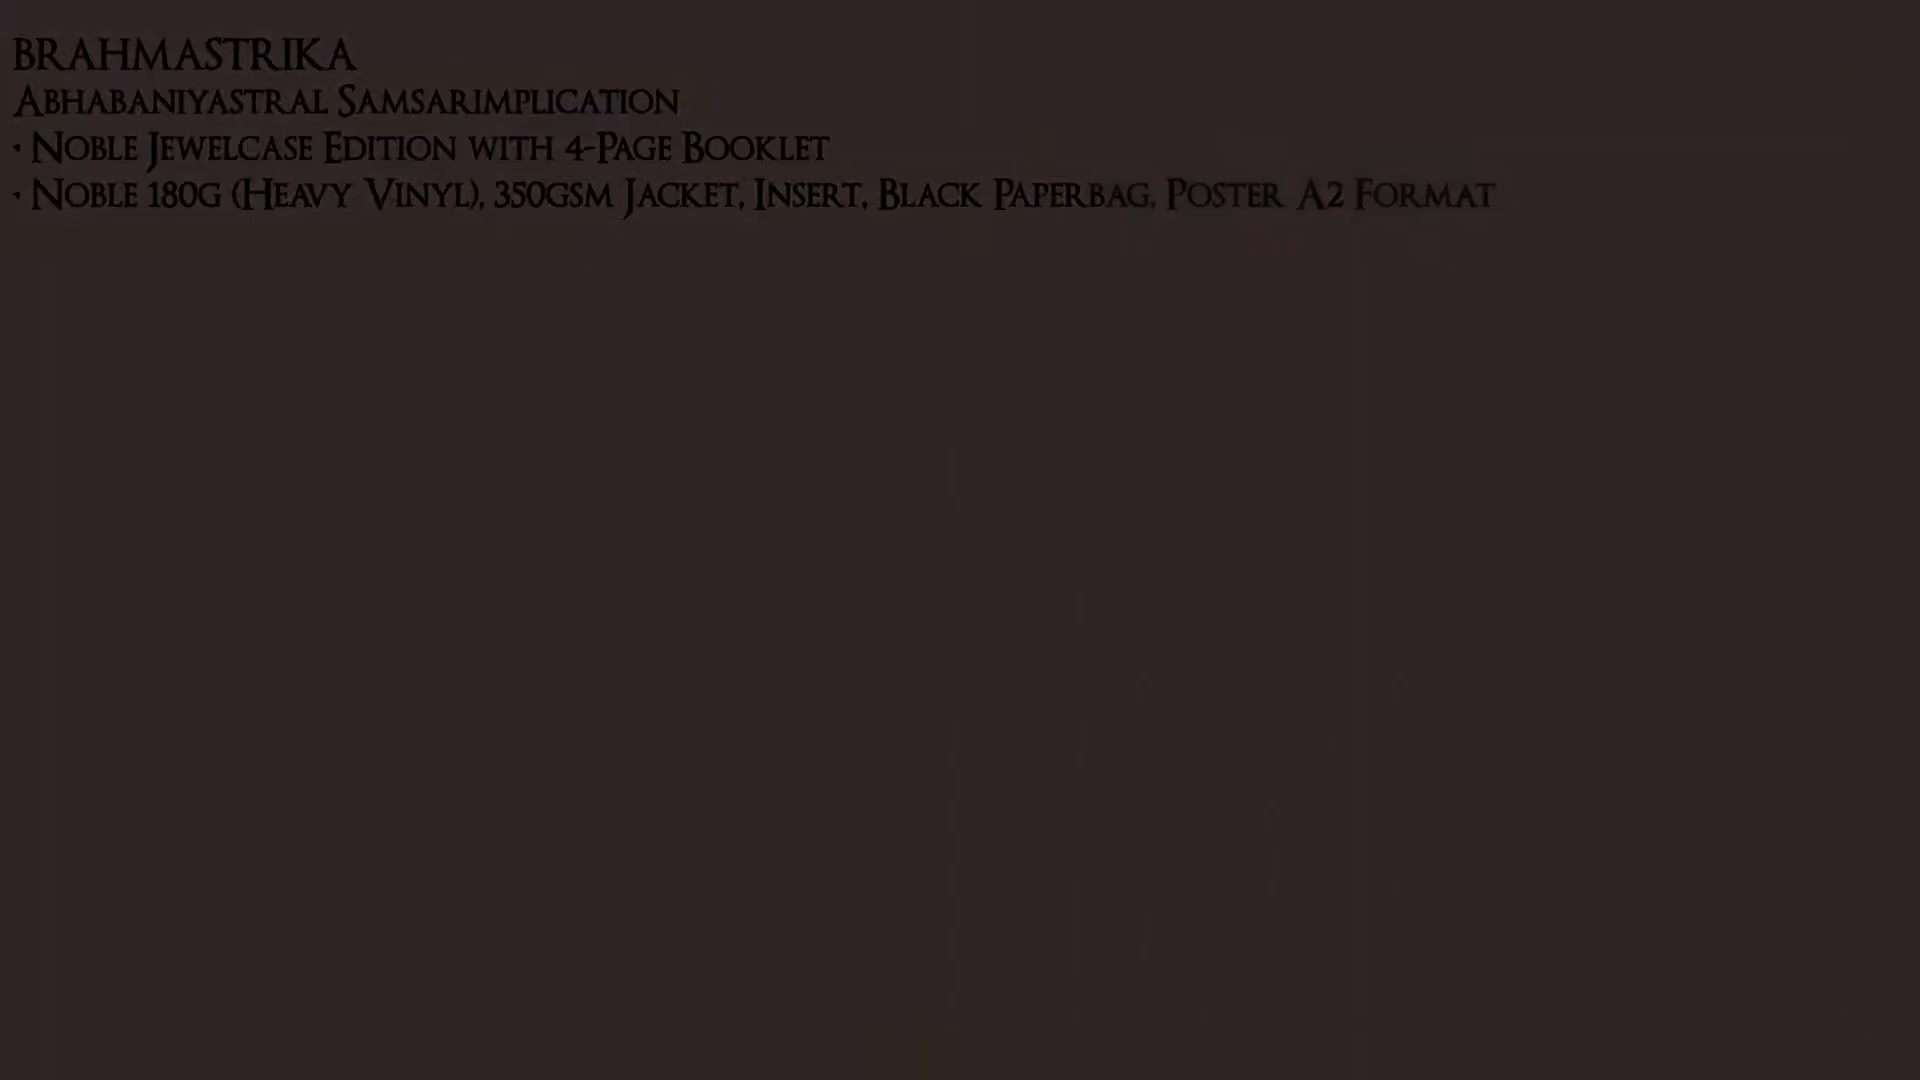 BRAHMASTRIKA
ABHABANIYASTRAL SAMSARIMPLICATION
· NOBLE JEWELCASE EDITION WITH 4-PAGE BOOKLET
· NOBLE 180G (HEAVY VINYL), 350GSM JACKET, INSERT, BLACK PAPERBAG, POSTER A2 FORMAT